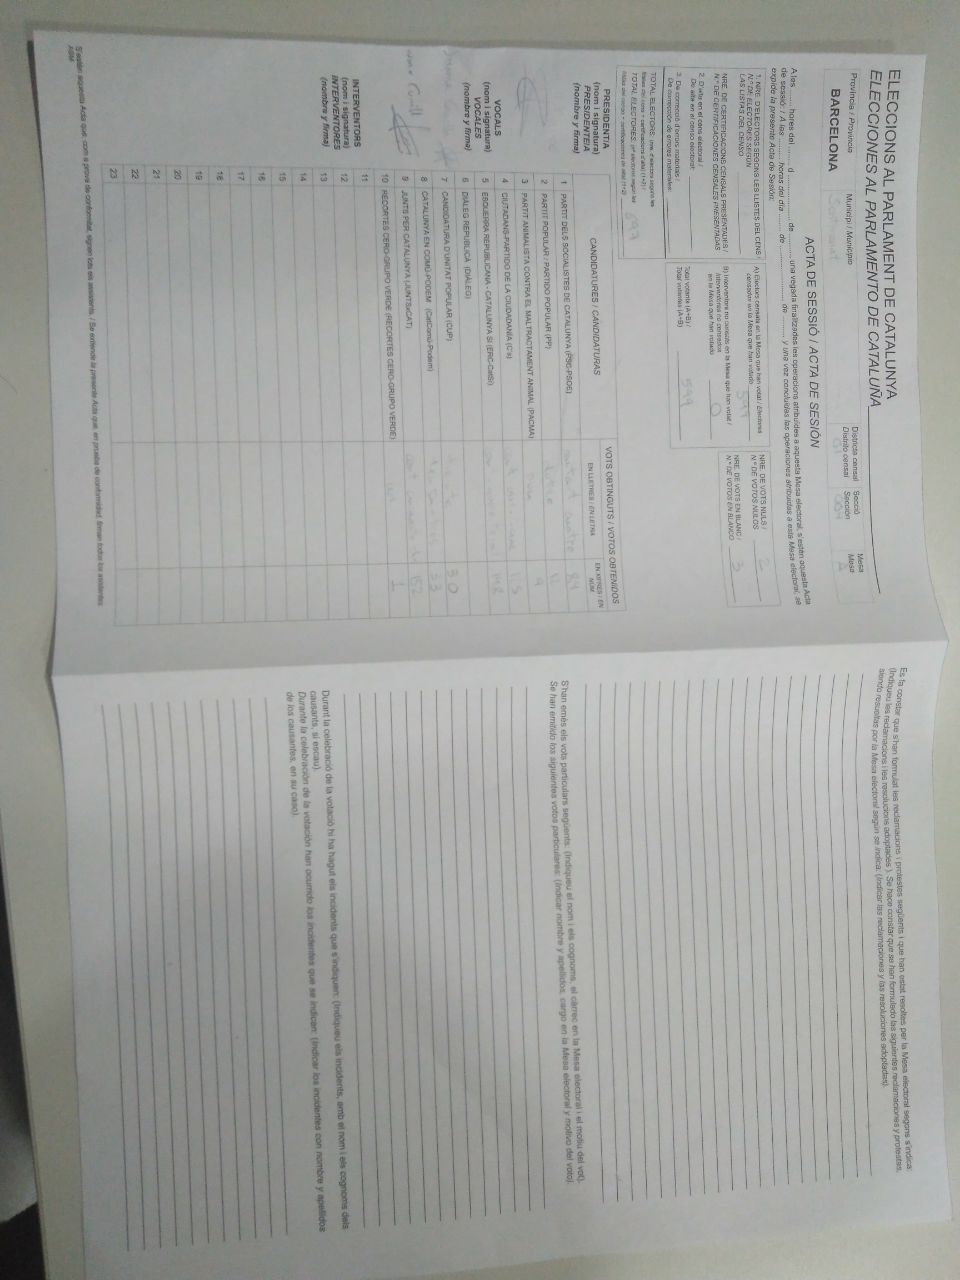 ELECCIONS AL PARLAMENT DE CATALUNYA
ELECCIONES AL PARLAMENTO DE CATALUÑA
Província / Provincia
BARCELONA
Municipi / Municipio
Districte censal
Distrito censal
Secció
Sección
Mesa
Mesa
ACTA DE SESSIÓ / ACTA DE SESIÓN
A les ........ hores del ........ d ................ de ........ una vegada finalitzades les operacions atribuïdes a aquesta Mesa electoral, s'estén aquesta Acta
de sessió / A las ........ horas del día ........ de ................ de ........ y una vez concluidas las operaciones atribuidas a esta Mesa electoral, se
expide la presente Acta de Sesión:
1. NRE. D'ELECTORS SEGONS LES LLISTES DEL CENS /
N.º DE ELECTORES SEGÚN
LAS LISTAS DEL CENSO
NRE. DE CERTIFICACIONS CENSALS PRESENTADES /
N.º DE CERTIFICACIONES CENSALES PRESENTADAS
2. D'alta en el cens electoral /
De alta en el censo electoral:
3. De correcció d'errors materials /
De corrección de errores materiales:
TOTAL ELECTORS:
TOTAL ELECTORES:
A) Electors censats en la Mesa que han votat / Electores
censados en la Mesa que han votado
B) Interventors no censats en la Mesa que han votat /
Interventores no censados
en la Mesa que han votado
0
Total votants (A+B) /
Total votantes (A+B)
599
NRE. DE VOTS NULS /
N.º DE VOTOS NULOS
2
NRE. DE VOTS EN BLANC /
N.º DE VOTOS EN BLANCO
3
PRESIDENT/A
(nom i signatura)
PRESIDENTE/A
(nombre y firma)
VOCALS
(nom i signatura)
VOCALES
(nombre y firma)
INTERVENTORS
(nom i signatura)
INTERVENTORES
(nombre y firma)
CANDIDATURES / CANDIDATURAS
VOTS OBTINGUTS / VOTOS OBTENIDOS
EN LLETRES / EN LETRA
EN XIFRES / EN NÚM.
1 PARTIT DELS SOCIALISTES DE CATALUNYA (PSC-PSOE) 84
2 PARTIT POPULAR / PARTIDO POPULAR (PP)
3 PARTIT ANIMALISTA CONTRA EL MALTRACTAMENT ANIMAL (PACMA) 9
4 CIUTADANS-PARTIDO DE LA CIUDADANÍA (C's)
5 ESQUERRA REPUBLICANA - CATALUNYA SÍ (ERC-CatSí)
6 DIÀLEG REPUBLICÀ (DIÀLEG)
7 CANDIDATURA D'UNITAT POPULAR (CUP) 30
8 CATALUNYA EN COMÚ-PODEM (CatComú-Podem) 33
9 JUNTS PER CATALUNYA (JUNTSxCAT) 152
10 RECORTES CERO-GRUPO VERDE (RECORTES CERO-GRUPO VERDE) 1
11
12
13
14
15
16
17
18
19
20
21
22
23
S'estén aquesta Acta que, com a prova de conformitat, signen tots els assistents. / Se extiende la presente Acta que, en prueba de conformidad, firman todos los asistentes.
Es fa constar que s'han formulat les reclamacions i protestes següents i que han estat resoltes per la Mesa electoral segons s'indica:
(Indiqueu les reclamacions i les resolucions adoptades). Se hace constar que se han formulado las siguientes reclamaciones y protestas,
siendo resueltas por la Mesa electoral según se indica: (Indicar las reclamaciones y las resoluciones adoptadas).
S'han emès els vots particulars següents: (Indiqueu el nom i els cognoms, el càrrec en la Mesa electoral i el motiu del vot).
Se han emitido los siguientes votos particulares: (Indicar nombre y apellidos, cargo en la Mesa electoral y motivo del voto).
Durant la celebració de la votació hi ha hagut els incidents que s'indiquen: (Indiqueu els incidents, amb el nom i els cognoms dels
causants, si escau).
Durante la celebración de la votación han ocurrido los incidentes que se indican: (Indicar los incidentes con nombre y apellidos
de los causantes, en su caso).